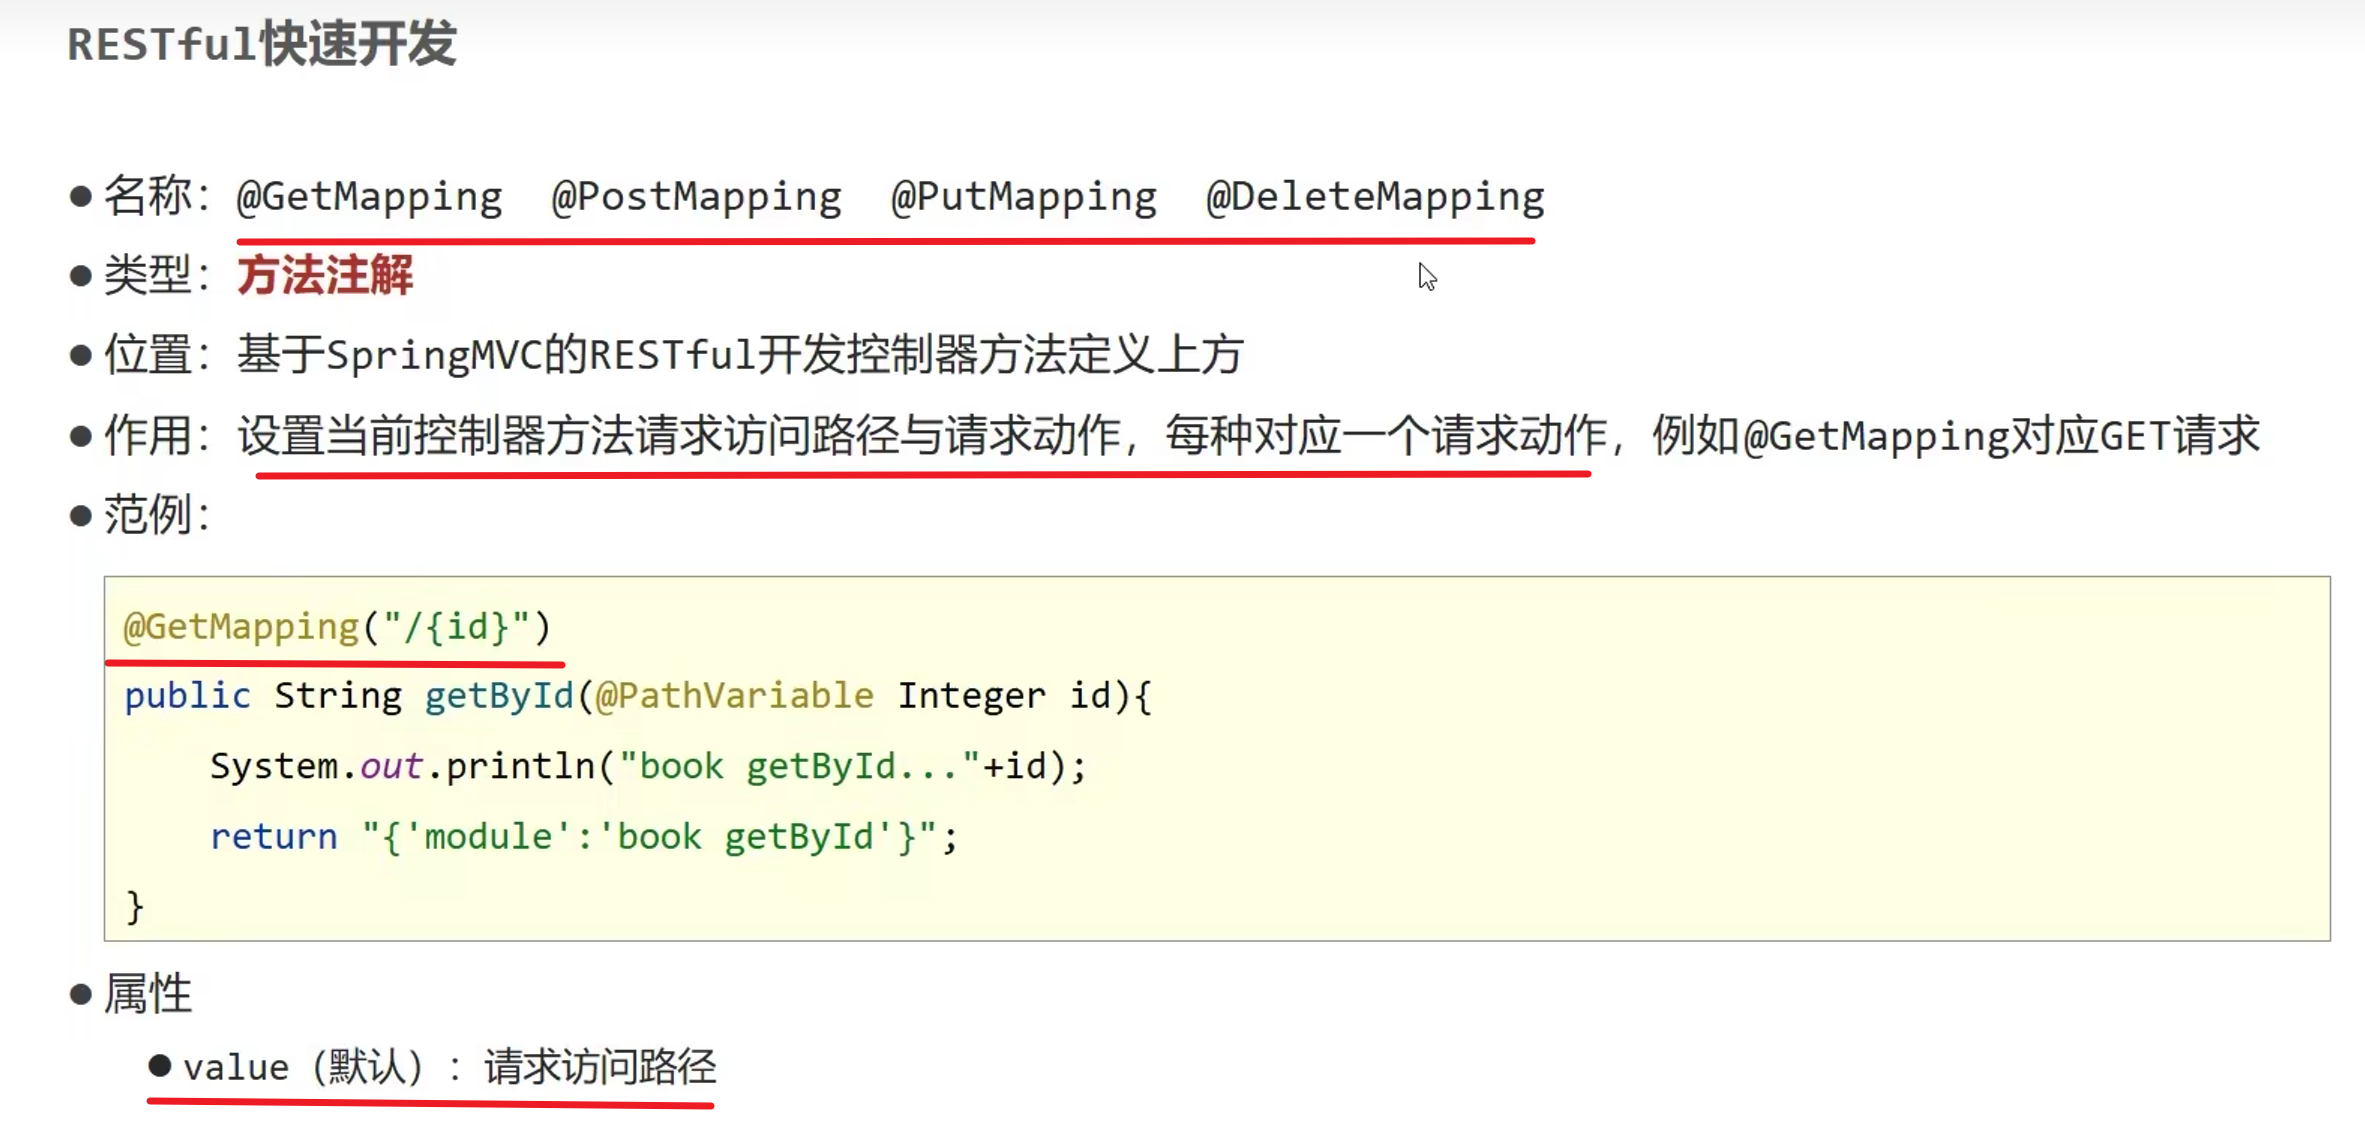 RESTful快速开发
● 名称：@GetMapping @PostMapping @PutMapping @DeleteMapping
● 类型：方法注解
● 位置：基于SpringMVC的RESTful开发控制器方法定义上方
● 作用：设置当前控制器方法请求访问路径与请求动作，每种对应一个请求动作，例如@GetMapping对应GET请求
● 范例：
@GetMapping("/{id}")
public String getById(@PathVariable Integer id){
    System.out.println("book getById..."+id);
    return "{'module':'book getById'}";
}
● 属性
● value（默认）：请求访问路径